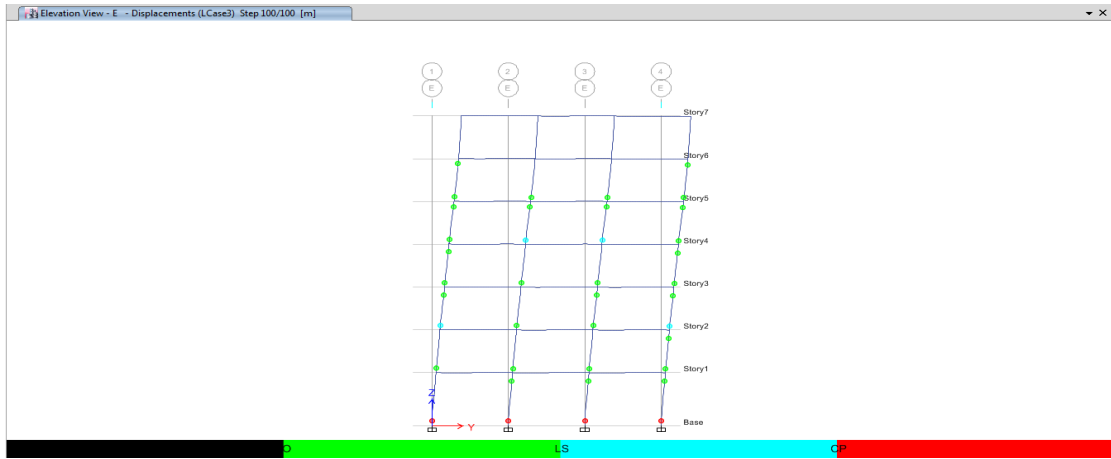 Elevation View - E - Displacements (LCase3) Step 100/100 [m]
1 2 3 4
E E E E
Story7
Story6
Story5
Story4
Story3
Story2
Story1
Z
Base
Y
O LS CP